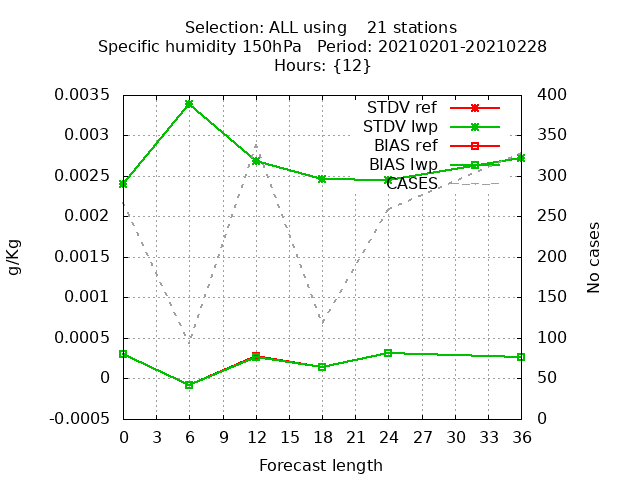 Selection: ALL using    21 stations
Specific humidity 150hPa   Period: 20210201-20210228
Hours: {12}
STDV ref
STDV lwp
BIAS ref
BIAS lwp
CASES
0.0035
0.003
0.0025
0.002
0.0015
0.001
0.0005
0
-0.0005
g/Kg
400
350
300
250
200
150
100
50
0
No cases
0 3 6 9 12 15 18 21 24 27 30 33 36
Forecast length